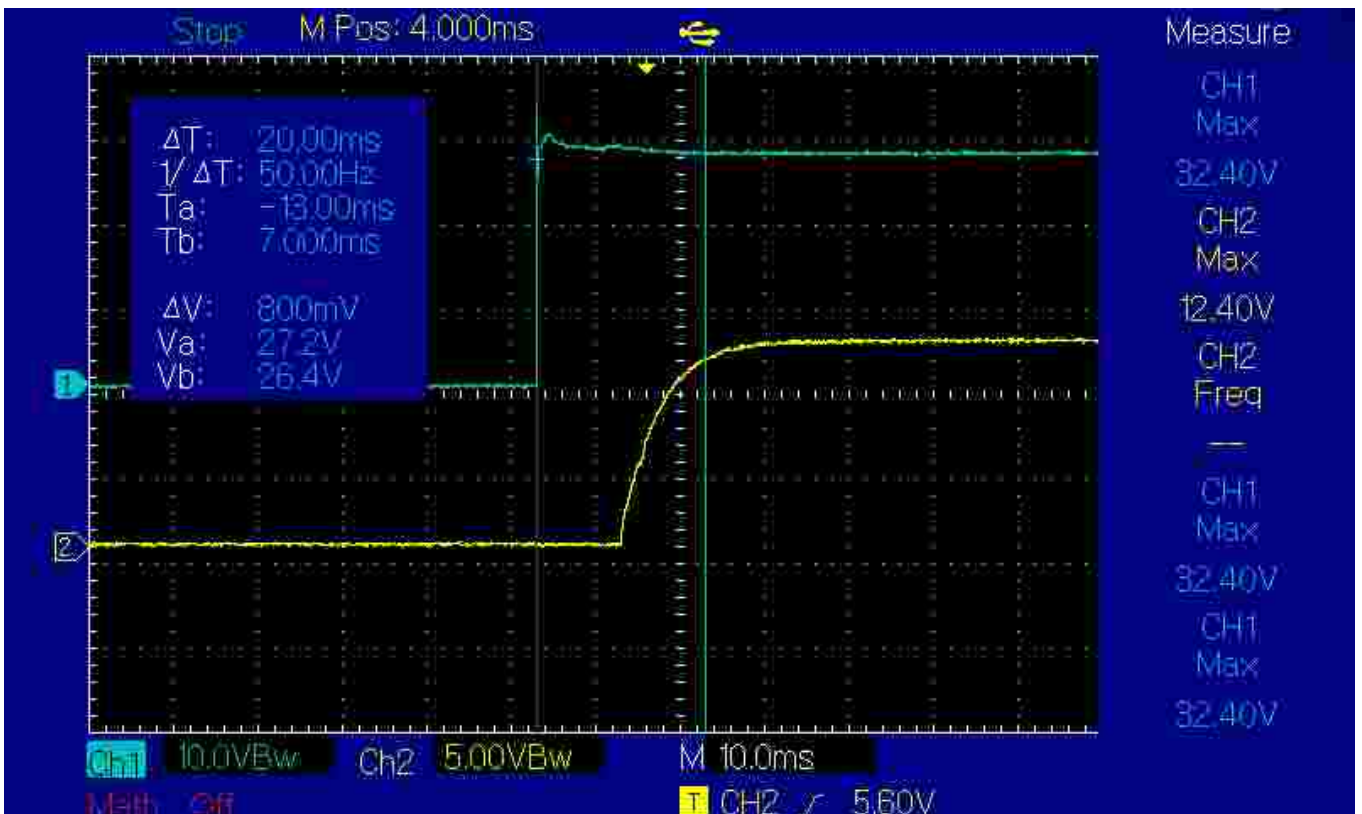 Stop M Pos: 4.000ms
Measure
ΔT: 20.00ms
1/ΔT: 50.00Hz
Ta: -13.00ms
Tb: 7.000ms
ΔV: 800mV
Va: 27.2V
Vb: 26.4V
1
2
CH1
Max
32.40V
CH2
Max
12.40V
CH2
Freq
CH1
Max
32.40V
CH1
Max
32.40V
Ch1 10.0VBw Ch2 5.00VBw M 10.0ms
Math Off T CH2 5.60V